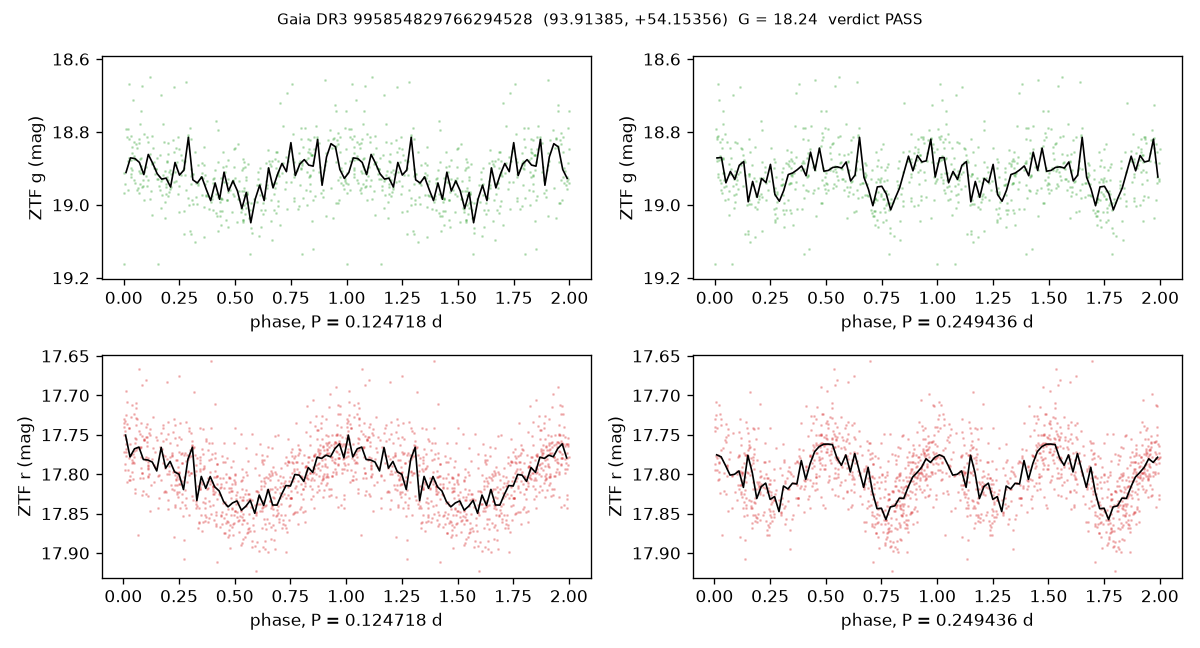 Gaia DR3 995854829766294528  (93.91385, +54.15356)  G = 18.24  verdict PASS
ZTF g (mag)
18.6
18.8
19.0
19.2
0.00 0.25 0.50 0.75 1.00 1.25 1.50 1.75 2.00
phase, P = 0.124718 d
ZTF g (mag)
18.6
18.8
19.0
19.2
0.00 0.25 0.50 0.75 1.00 1.25 1.50 1.75 2.00
phase, P = 0.249436 d
ZTF r (mag)
17.65
17.70
17.75
17.80
17.85
17.90
0.00 0.25 0.50 0.75 1.00 1.25 1.50 1.75 2.00
phase, P = 0.124718 d
ZTF r (mag)
17.65
17.70
17.75
17.80
17.85
17.90
0.00 0.25 0.50 0.75 1.00 1.25 1.50 1.75 2.00
phase, P = 0.249436 d